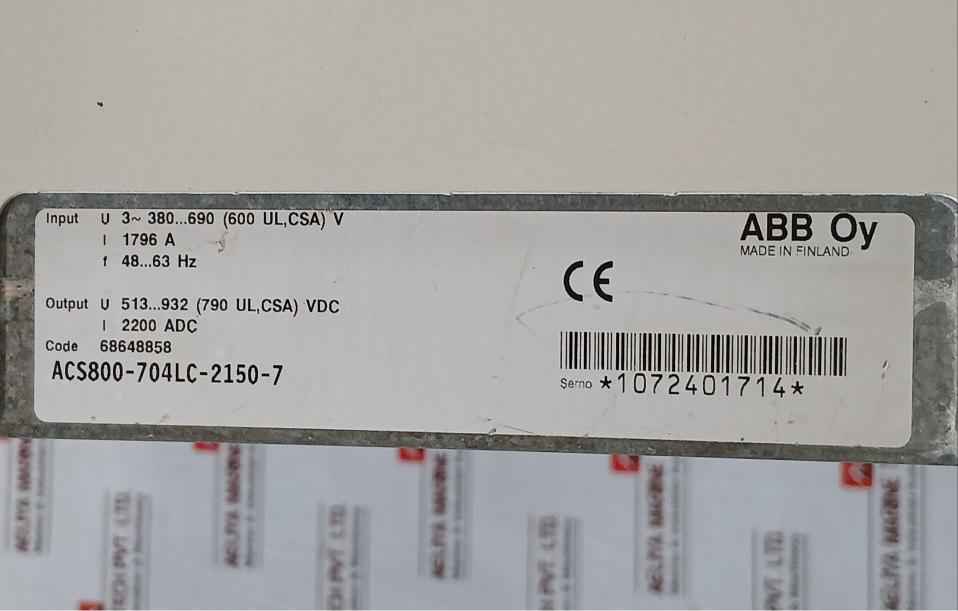 Input U 3~ 380...690 (600 UL,CSA) V
I 1796 A
f 48...63 Hz
Output U 513...932 (790 UL,CSA) VDC
I 2200 ADC
Code 68648858
ACS800-704LC-2150-7
ABB Oy
MADE IN FINLAND
CE
Serno *1072401714*